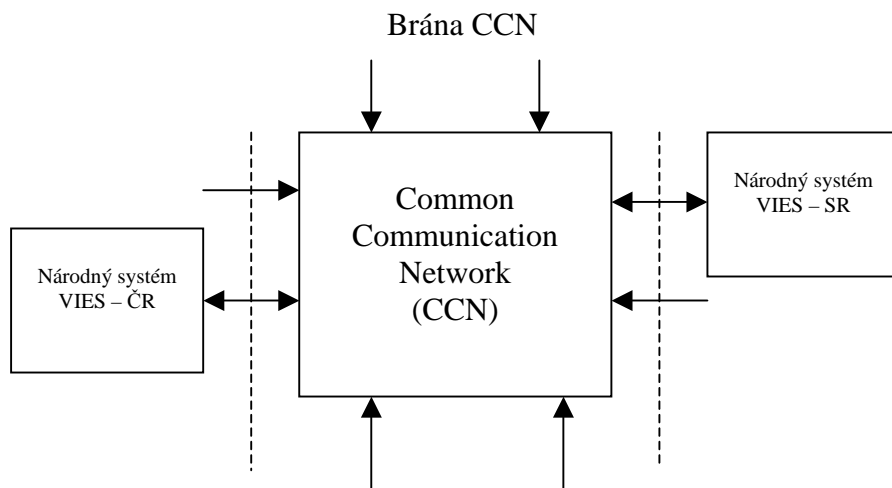 Brána CCN
Common
Communication
Network
(CCN)
Národný systém
VIES – SR
Národný systém
VIES – ČR